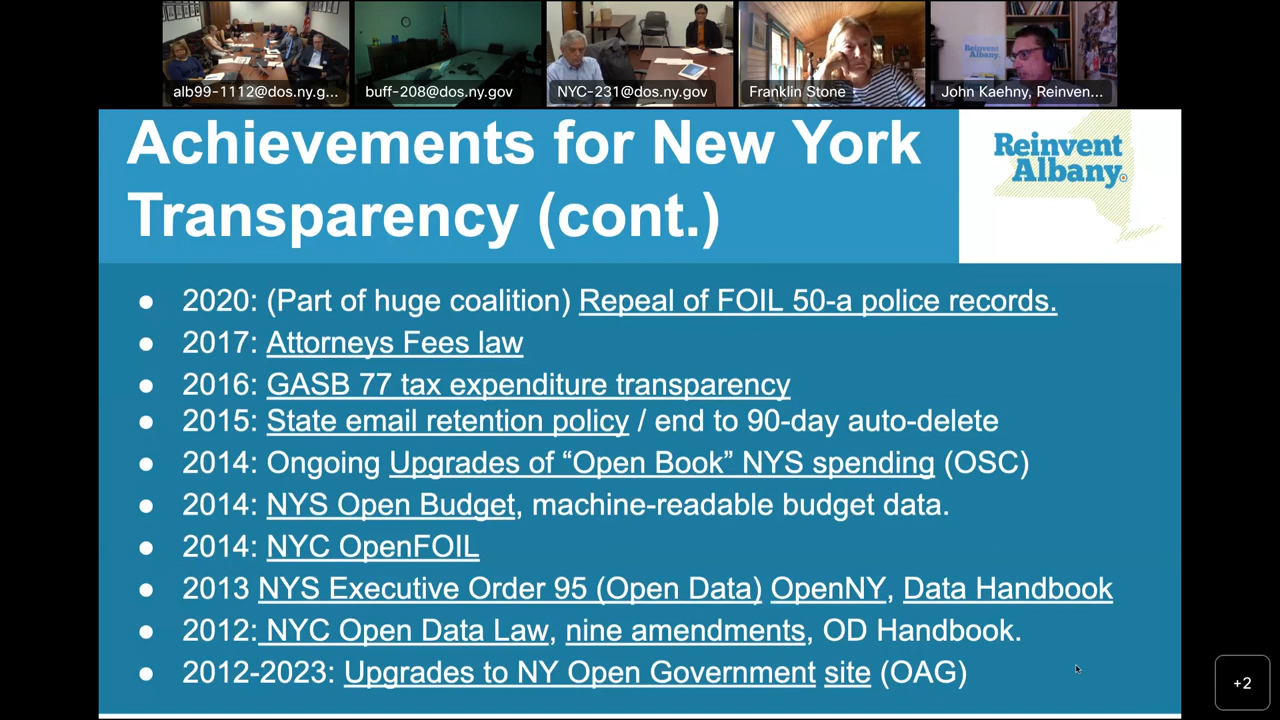 alb99-1112@dos.ny.g...
buff-208@dos.ny.gov
NYC-231@dos.ny.gov
Franklin Stone
John Kaehny, Reinven...
Achievements for New York
Transparency (cont.)
Reinvent
Albany
● 2020: (Part of huge coalition) Repeal of FOIL 50-a police records.
● 2017: Attorneys Fees law
● 2016: GASB 77 tax expenditure transparency
● 2015: State email retention policy / end to 90-day auto-delete
● 2014: Ongoing Upgrades of “Open Book” NYS spending (OSC)
● 2014: NYS Open Budget, machine-readable budget data.
● 2014: NYC OpenFOIL
● 2013 NYS Executive Order 95 (Open Data) OpenNY, Data Handbook
● 2012: NYC Open Data Law, nine amendments, OD Handbook.
● 2012-2023: Upgrades to NY Open Government site (OAG)
+2